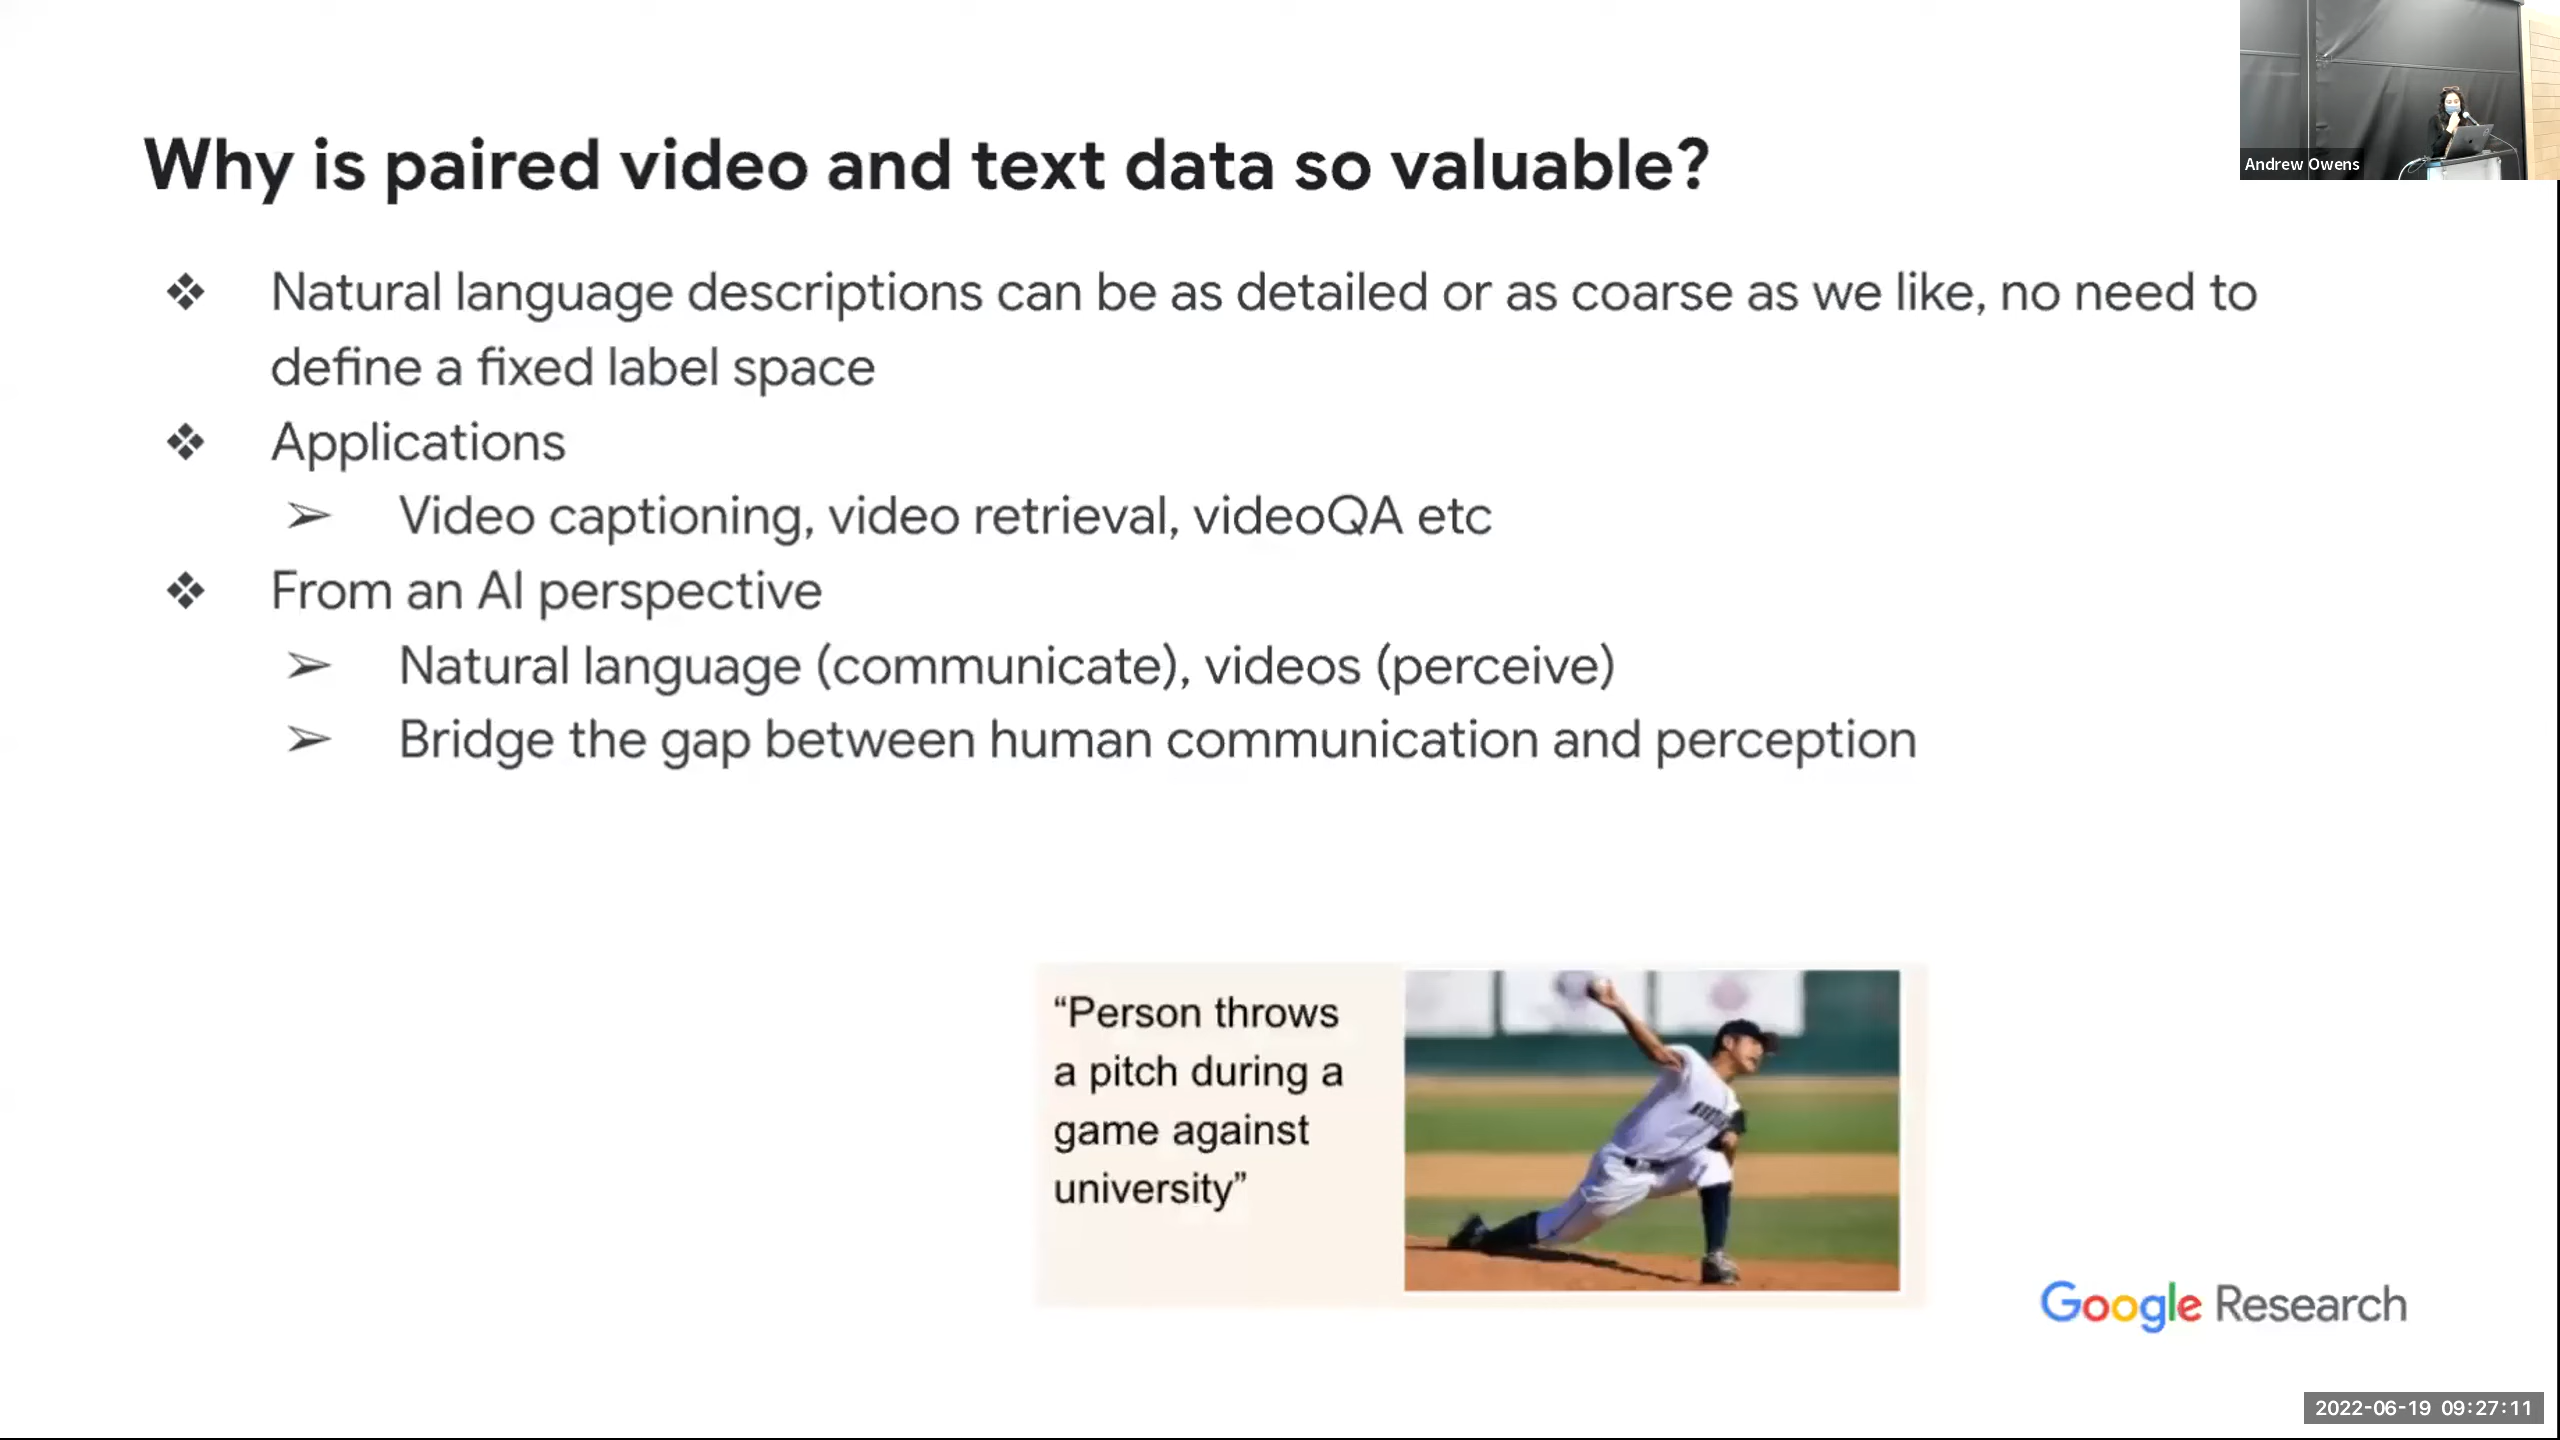 Why is paired video and text data so valuable?
Andrew Owens
❖ Natural language descriptions can be as detailed or as coarse as we like, no need to
define a fixed label space
❖ Applications
➢ Video captioning, video retrieval, videoQA etc
❖ From an AI perspective
➢ Natural language (communicate), videos (perceive)
➢ Bridge the gap between human communication and perception
“Person throws
a pitch during a
game against
university”
Google Research
2022-06-19 09:27:11